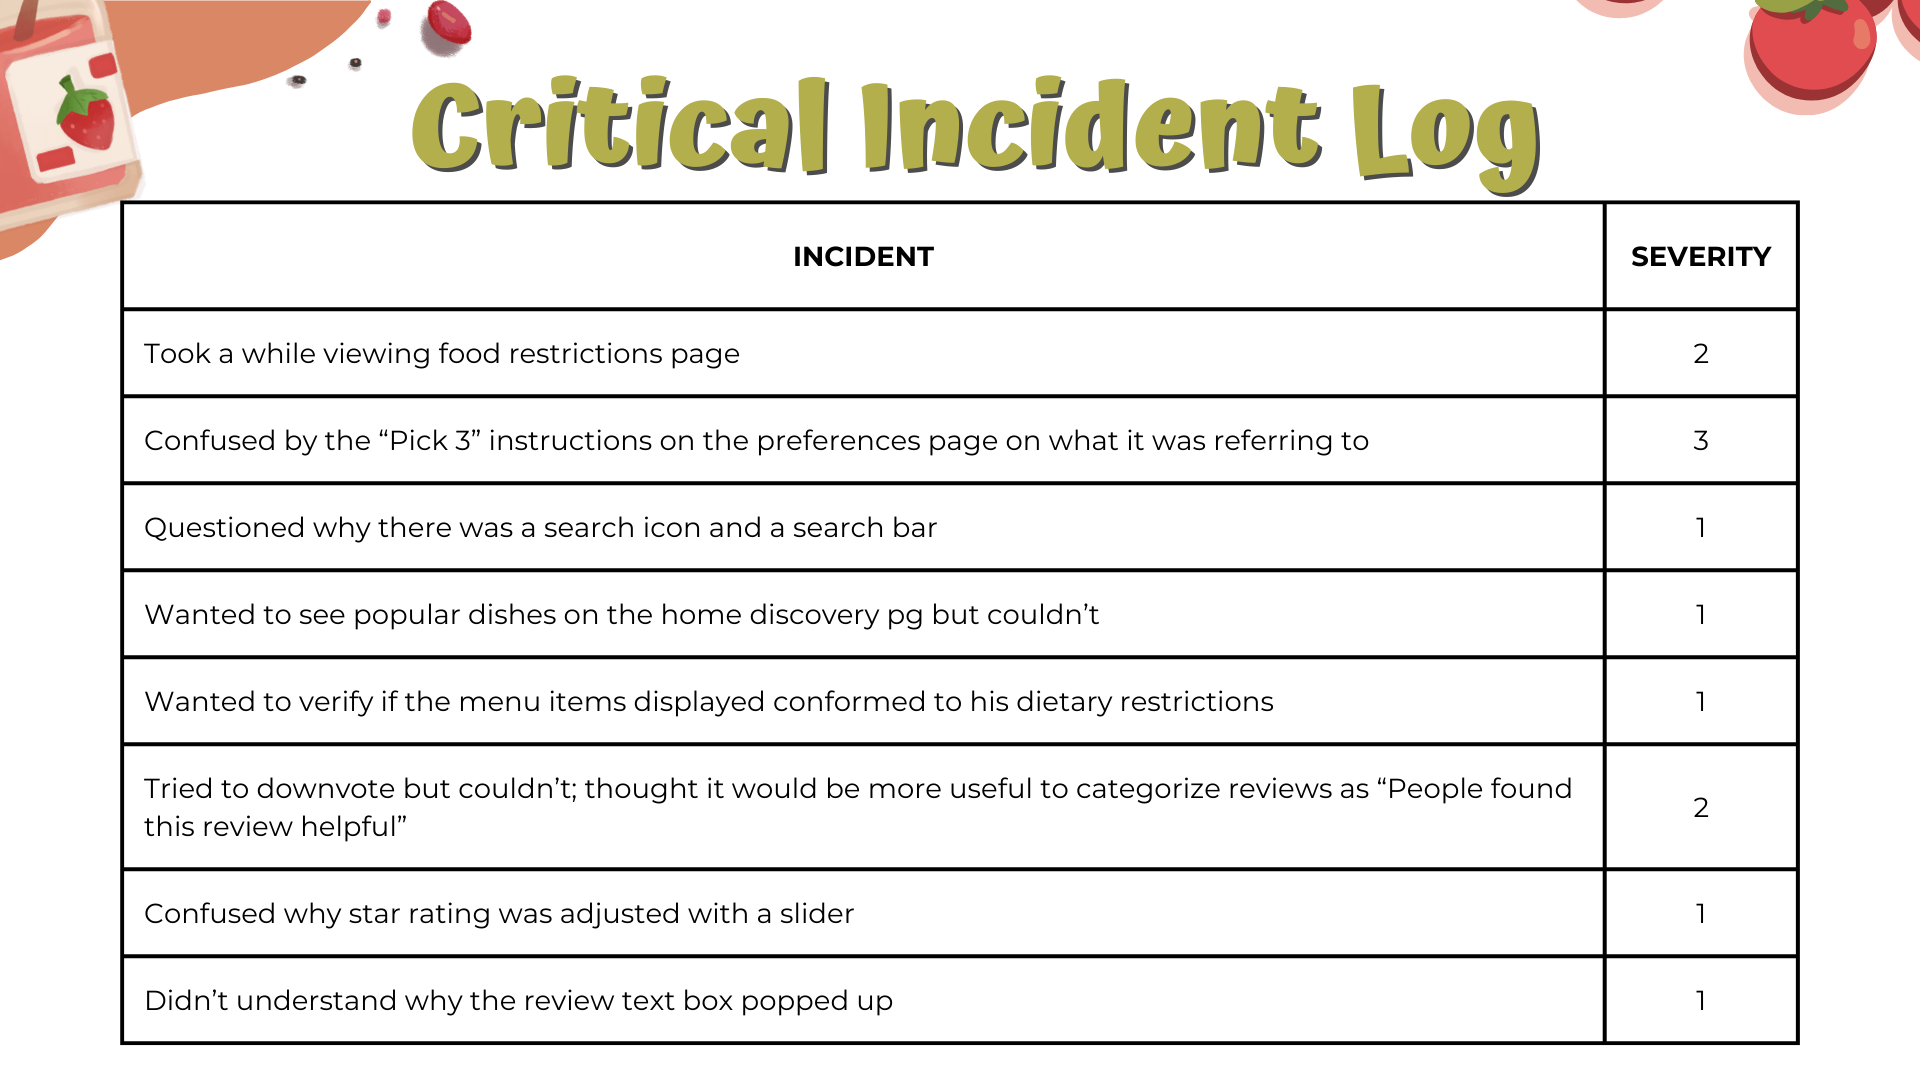 Critical Incident Log
INCIDENT
SEVERITY
Took a while viewing food restrictions page
2
Confused by the “Pick 3” instructions on the preferences page on what it was referring to
3
Questioned why there was a search icon and a search bar
1
Wanted to see popular dishes on the home discovery pg but couldn’t
1
Wanted to verify if the menu items displayed conformed to his dietary restrictions
1
Tried to downvote but couldn’t; thought it would be more useful to categorize reviews as “People found
this review helpful”
2
Confused why star rating was adjusted with a slider
1
Didn’t understand why the review text box popped up
1